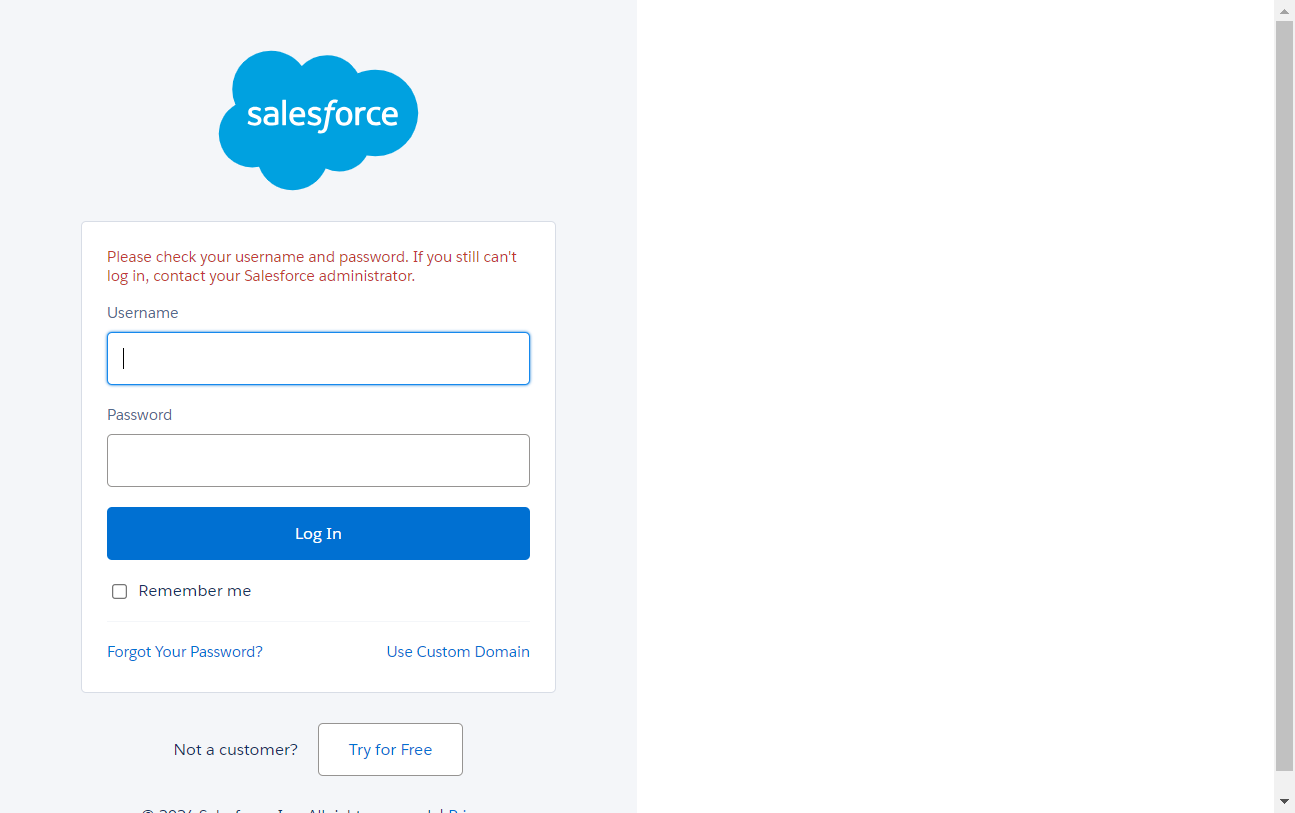 salesforce
Please check your username and password. If you still can't
log in, contact your Salesforce administrator.
Username
Password
Log In
Remember me
Forgot Your Password?
Use Custom Domain
Not a customer?
Try for Free